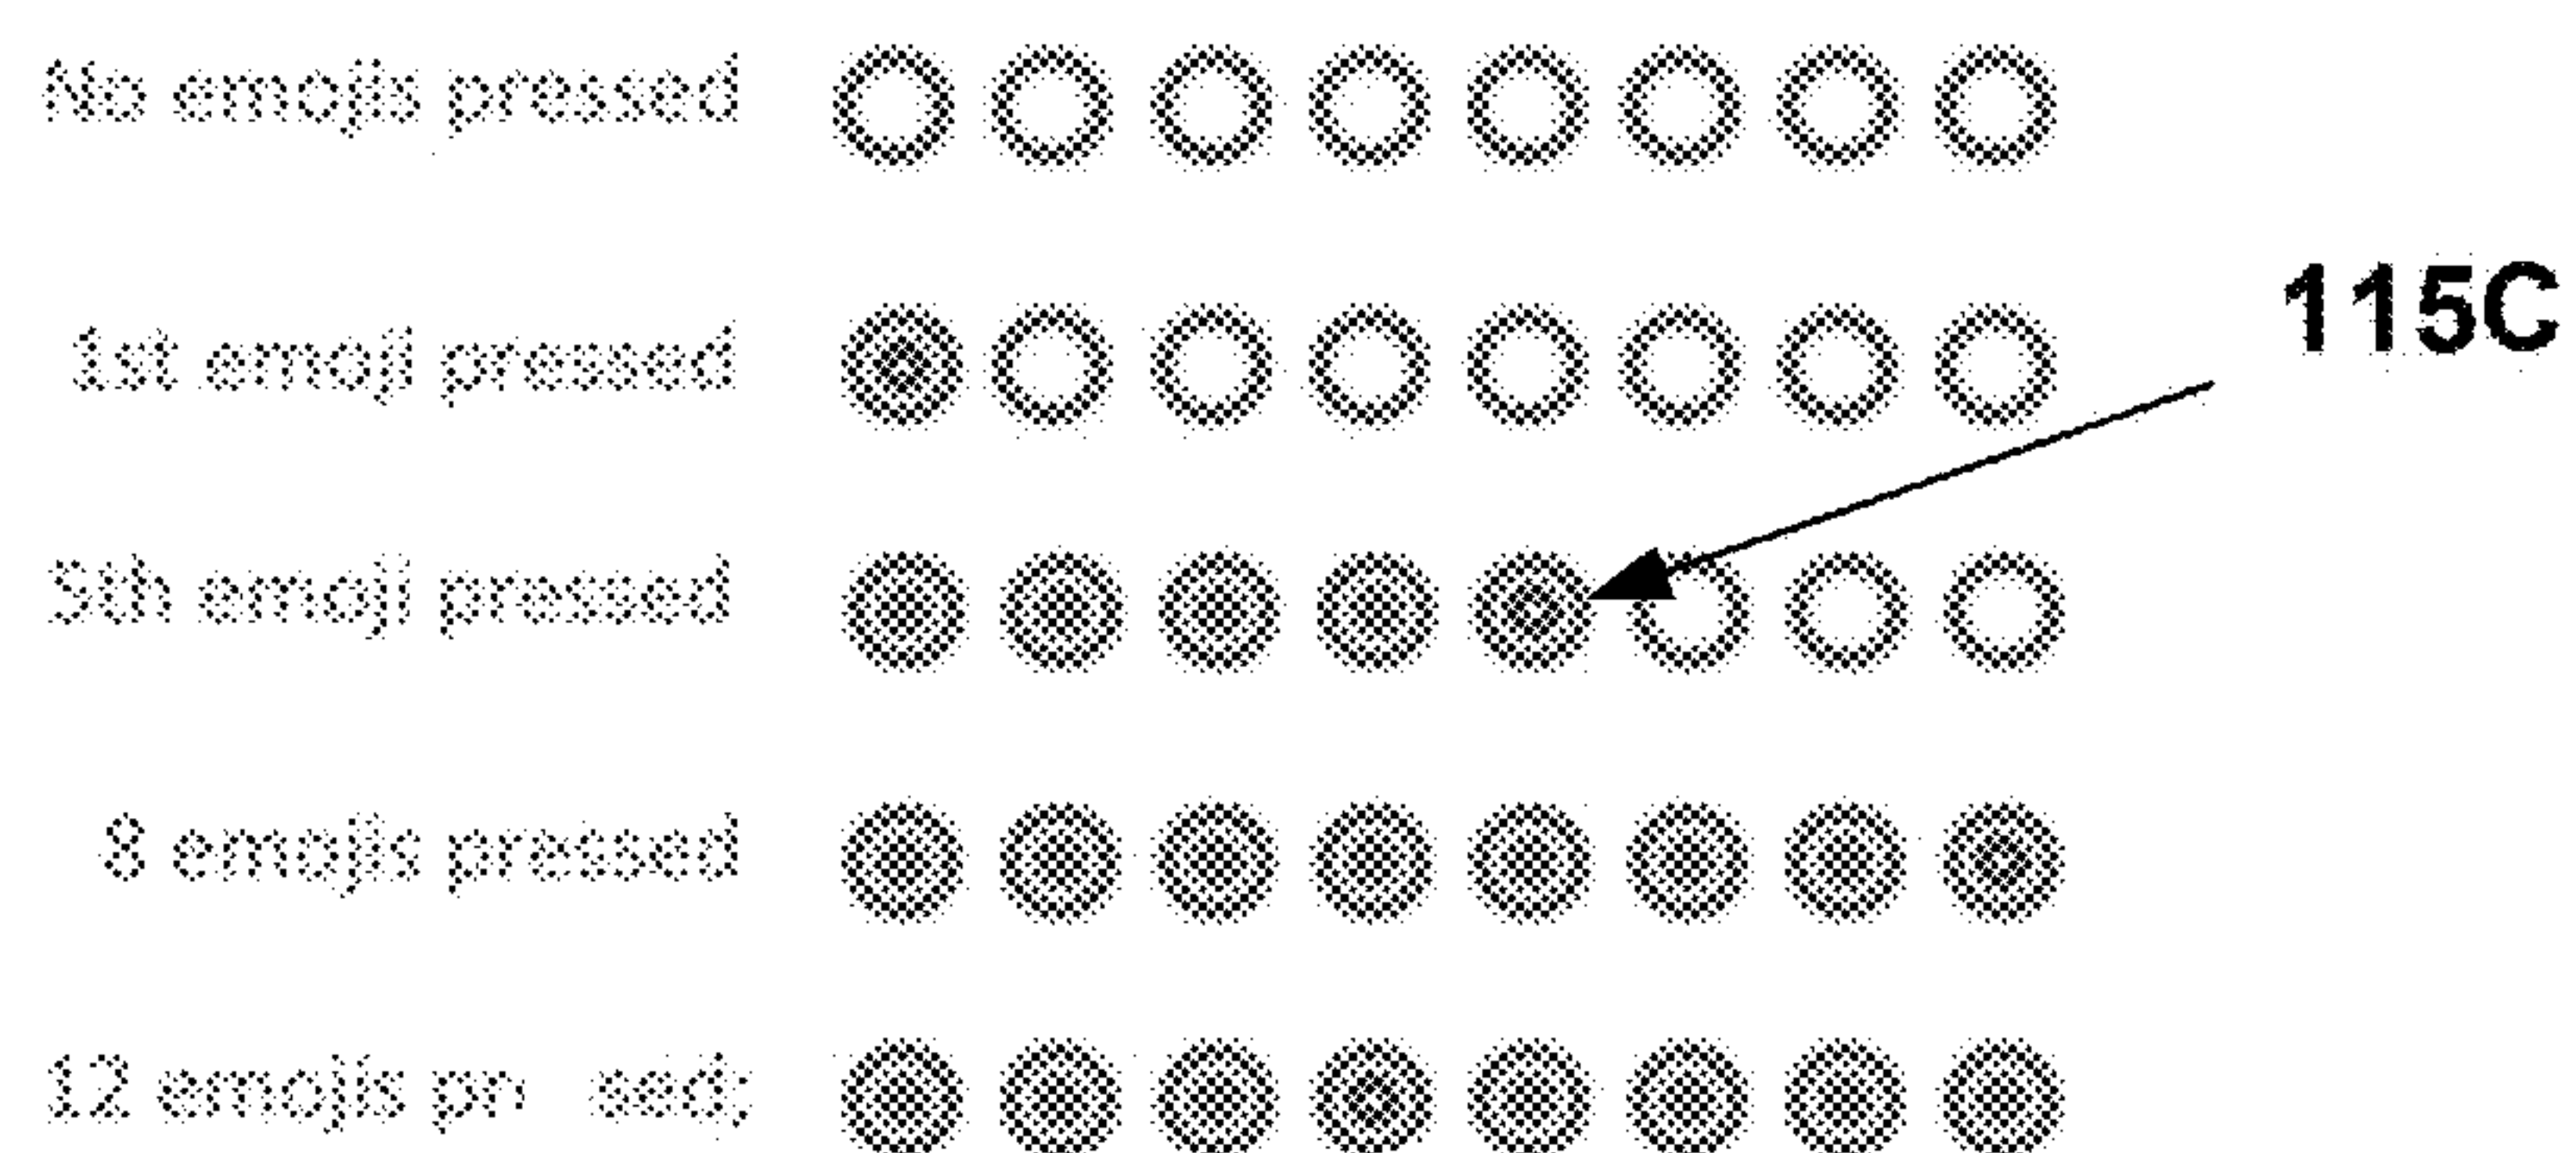 No emojis pressed
1st emoji pressed
115C
5th emoji pressed
8 emojis pressed
12 emojis